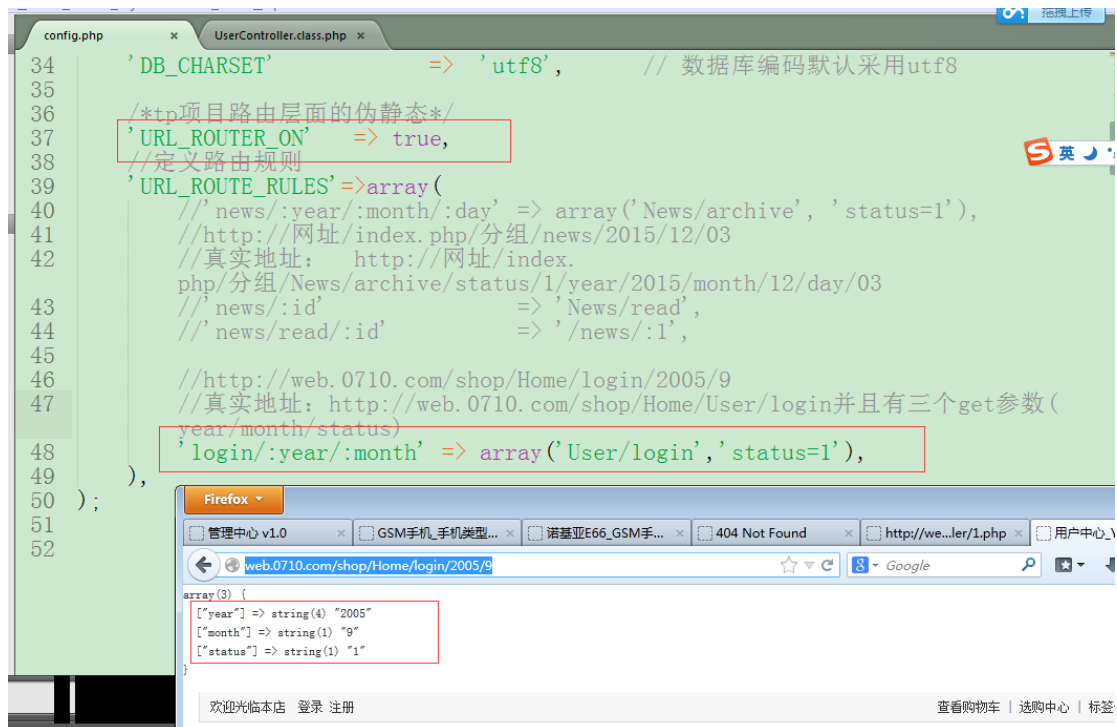 拖拽上传
config.php × UserController.class.php ×
34 'DB_CHARSET' => 'utf8', // 数据库编码默认采用utf8
35
36 /*tp项目路由层面的伪静态*/
37 'URL_ROUTER_ON' => true,
38 //定义路由规则
39 'URL_ROUTE_RULES'=>array(
40 //'news/:year/:month/:day' => array('News/archive', 'status=1'),
41 //http://网址/index.php/分组/news/2015/12/03
42 //真实地址: http://网址/index.
php/分组/News/archive/status/1/year/2015/month/12/day/03
43 //'news/:id' => 'News/read',
44 //'news/read/:id' => '/news/:1',
45
46 //http://web.0710.com/shop/Home/login/2005/9
47 //真实地址：http://web.0710.com/shop/Home/User/login并且有三个get参数(
year/month/status)
48 'login/:year/:month' => array('User/login','status=1'),
49 ),
50 );
51
52
S 英
Firefox
管理中心 v1.0 × GSM手机_手机类型... × 诺基亚E66_GSM手... × 404 Not Found × http://we...ler/1.php × 用户中心_Y
web.0710.com/shop/Home/login/2005/9 8 Google
array(3) {
["year"] => string(4) "2005"
["month"] => string(1) "9"
["status"] => string(1) "1"
}
欢迎光临本店 登录 注册 查看购物车 | 选购中心 | 标签